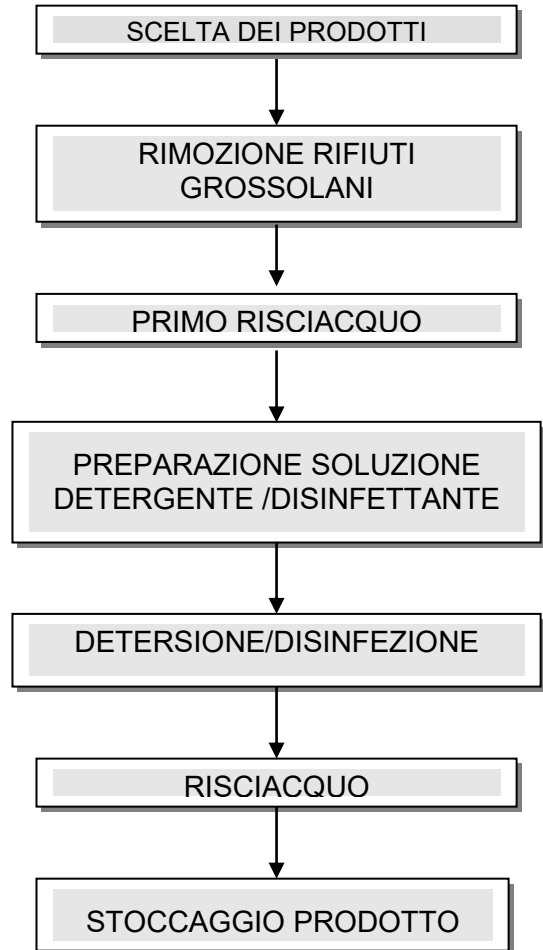 SCELTA DEI PRODOTTI
RIMOZIONE RIFIUTI
GROSSOLANI
PRIMO RISCIACQUO
PREPARAZIONE SOLUZIONE
DETERGENTE /DISINFETTANTE
DETERSIONE/DISINFEZIONE
RISCIACQUO
STOCCAGGIO PRODOTTO